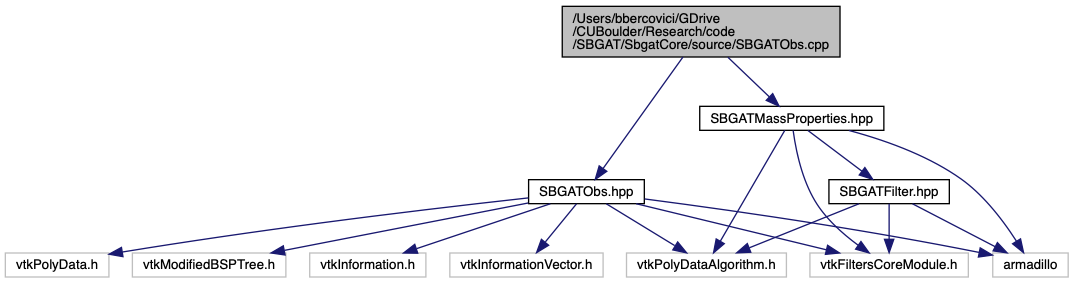 /Users/bbercovici/GDrive
/CUBoulder/Research/code
/SBGAT/SbgatCore/source/SBGATObs.cpp
SBGATMassProperties.hpp
SBGATObs.hpp
SBGATFilter.hpp
vtkPolyData.h
vtkModifiedBSPTree.h
vtkInformation.h
vtkInformationVector.h
vtkPolyDataAlgorithm.h
vtkFiltersCoreModule.h
armadillo